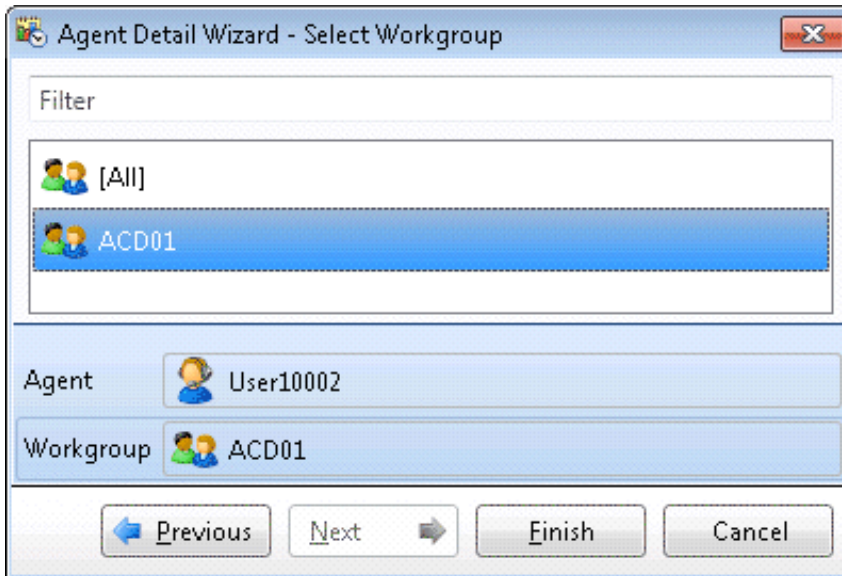 Agent Detail Wizard - Select Workgroup
Filter
[All]
ACD01
Agent User10002
Workgroup ACD01
Previous Next Finish Cancel